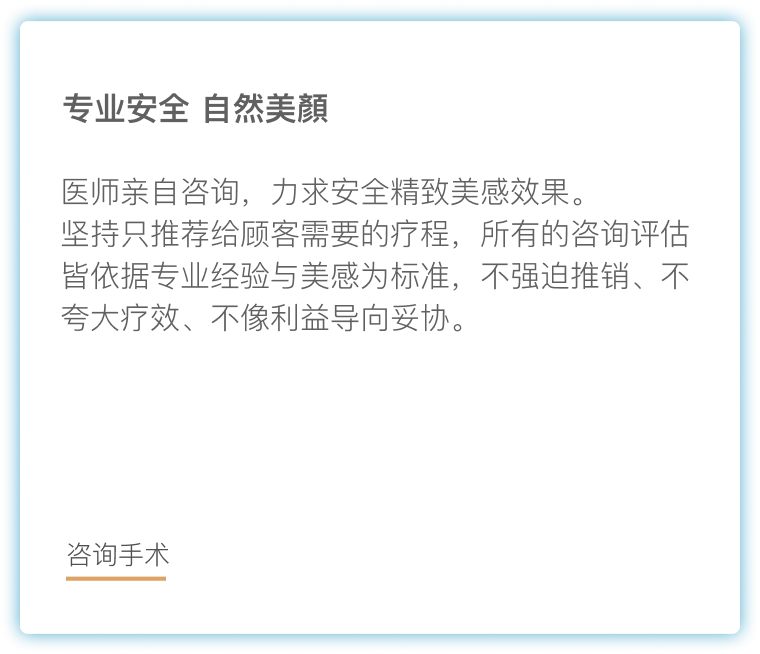 专业安全 自然美顏
医师亲自咨询，力求安全精致美感效果。
坚持只推荐给顾客需要的疗程，所有的咨询评估
皆依据专业经验与美感为标准，不强迫推销、不
夸大疗效、不像利益导向妥协。
咨询手术